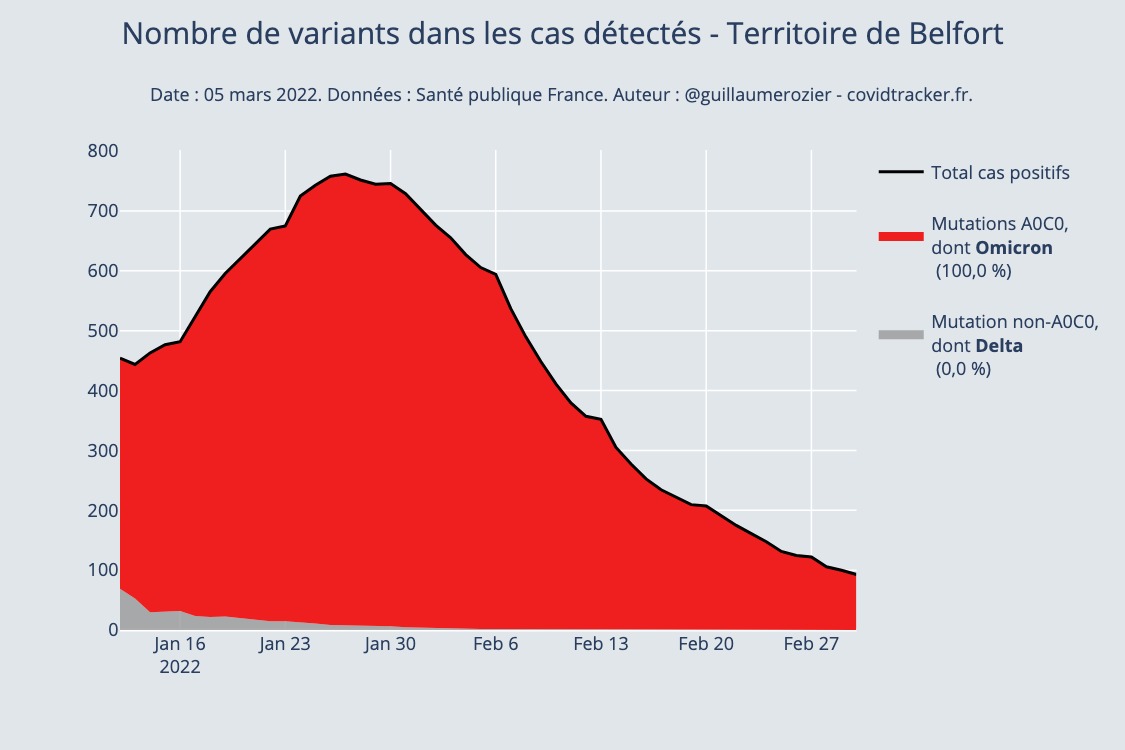 Nombre de variants dans les cas détectés - Territoire de Belfort
Date : 05 mars 2022. Données : Santé publique France. Auteur : @guillaumerozier - covidtracker.fr.
800
700
600
500
400
300
200
100
0
Jan 16
2022
Jan 23
Jan 30
Feb 6
Feb 13
Feb 20
Feb 27
Total cas positifs
Mutations A0C0,
dont Omicron
(100,0 %)
Mutation non-A0C0,
dont Delta
(0,0 %)